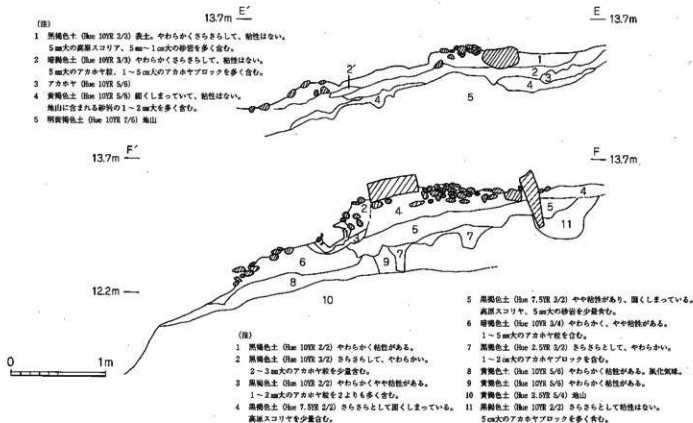 (注)
1 黒褐色土 (Hue 10YR 2/3) 表土。やわらかくさらさらして、粘性はない。
5㎜大の高原スコリア、5㎜～1㎝大の砂岩を多く含む。
2 暗褐色土 (Hue 10YR 3/3) やわらかくさらさらして、粘性はない。
5㎜大のアカホヤ粒、1～5㎝大のアカホヤブロックを多く含む。
3 アカホヤ (Hue 10YR 5/6)
4 黄褐色土 (Hue 10YR 5/6) 固くしまっていて、粘性はない。
地山に含まれる砂岩の1～2㎜大を多く含む。
5 明黄褐色土 (Hue 10YR 7/6) 地山
13.7m E′
E 13.7m
1
2
2′
3
4
4
5
13.7m F′
F 13.7m
2
4
4
3
5
5
11
6
7
7
9
8
10
12.2m
0 1m
(注)
1 黒褐色土 (Hue 10YR 2/2) やわらかく粘性がある。
2 黒褐色土 (Hue 10YR 3/2) さらさらして、やわらかい。
2～3㎜大のアカホヤ粒を少量含む。
3 黒褐色土 (Hue 10YR 2/2) やわらかくやや粘性がある。
1～2㎜大のアカホヤ粒を2よりも多く含む。
4 黒褐色土 (Hue 7.5YR 2/2) さらさらとして固くしまっている。
高原スコリヤを少量含む。
5 黒褐色土 (Hue 7.5YR 3/2) やや粘性があり、固くしまっている。
高原スコリヤ、5㎜大の砂岩を少量含む。
6 暗褐色土 (Hue 10YR 3/4) やわらかく、やや粘性がある。
1～5㎜大のアカホヤ粒を含む。
7 黒褐色土 (Hue 2.5YR 3/2) さらさらとして、やわらかい。
1～2㎝大のアカホヤブロックを含む。
8 黄褐色土 (Hue 10YR 5/6) やわらかく粘性がある。風化気味。
9 黄褐色土 (Hue 10YR 5/6) やわらかく粘性がある。
10 黄褐色土 (Hue 2.5YR 5/4) 地山
11 黒褐色土 (Hue 10YR 2/2) さらさらとして粘性はない。
5㎝大のアカホヤブロックを多く含む。